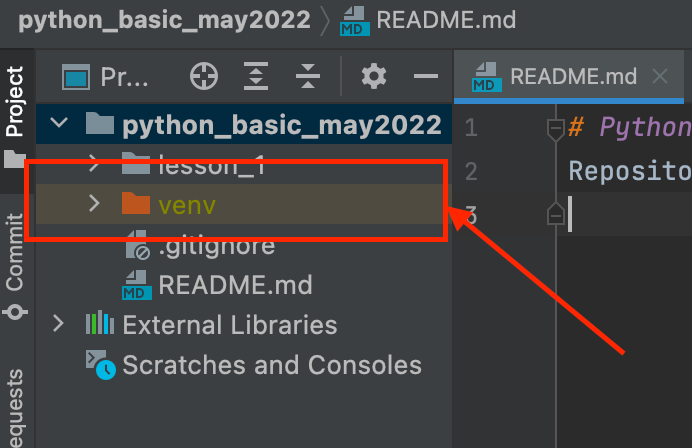 python_basic_may2022 README.md
Pr... README.md
Project
Commit
equests
python_basic_may2022
lesson_1
venv
.gitignore
MD README.md
External Libraries
Scratches and Consoles
1 # Python
2 Reposito
3